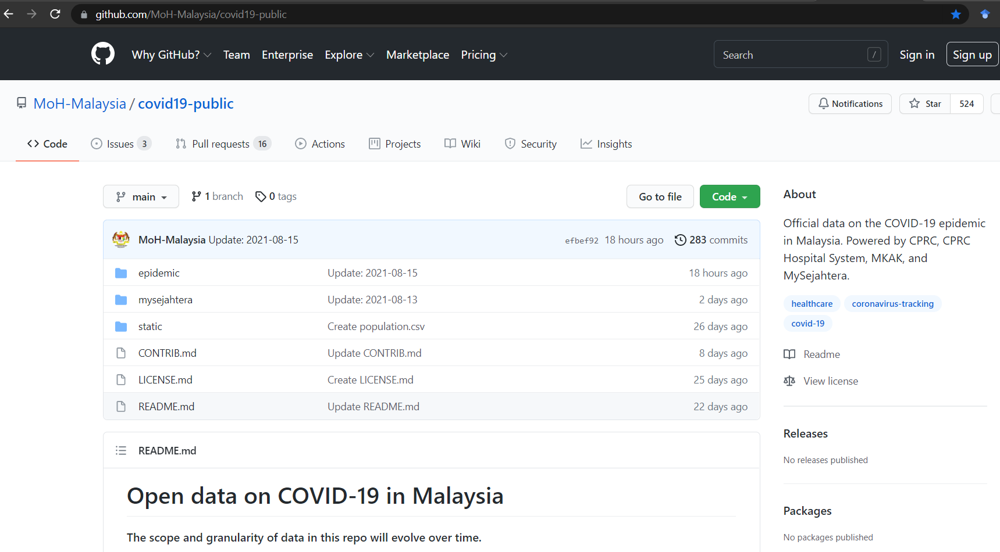 github.com/MoH-Malaysia/covid19-public
Why GitHub? Team Enterprise Explore Marketplace Pricing Search / Sign in Sign up
MoH-Malaysia / covid19-public Notifications Star 524
Code Issues 3 Pull requests 16 Actions Projects Wiki Security Insights
main 1 branch 0 tags Go to file Code
MoH-Malaysia Update: 2021-08-15 efbef92 18 hours ago 283 commits
epidemic Update: 2021-08-15 18 hours ago
mysejahtera Update: 2021-08-13 2 days ago
static Create population.csv 26 days ago
CONTRIB.md Update CONTRIB.md 8 days ago
LICENSE.md Create LICENSE.md 25 days ago
README.md Update README.md 22 days ago
README.md
Open data on COVID-19 in Malaysia
The scope and granularity of data in this repo will evolve over time.
About
Official data on the COVID-19 epidemic
in Malaysia. Powered by CPRC, CPRC
Hospital System, MKAK, and
MySejahtera.
healthcare coronavirus-tracking
covid-19
Readme
View license
Releases
No releases published
Packages
No packages published